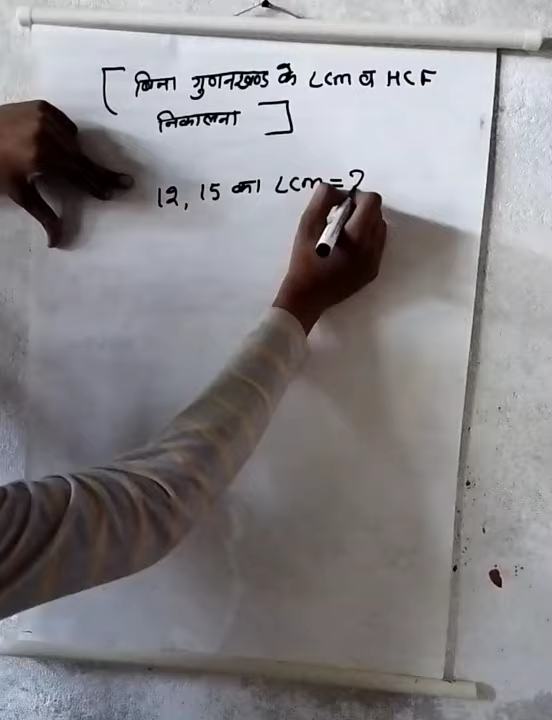 [ बिना गुणनखण्ड के LCM व HCF
निकालना ]
12, 15 का LCM = ?